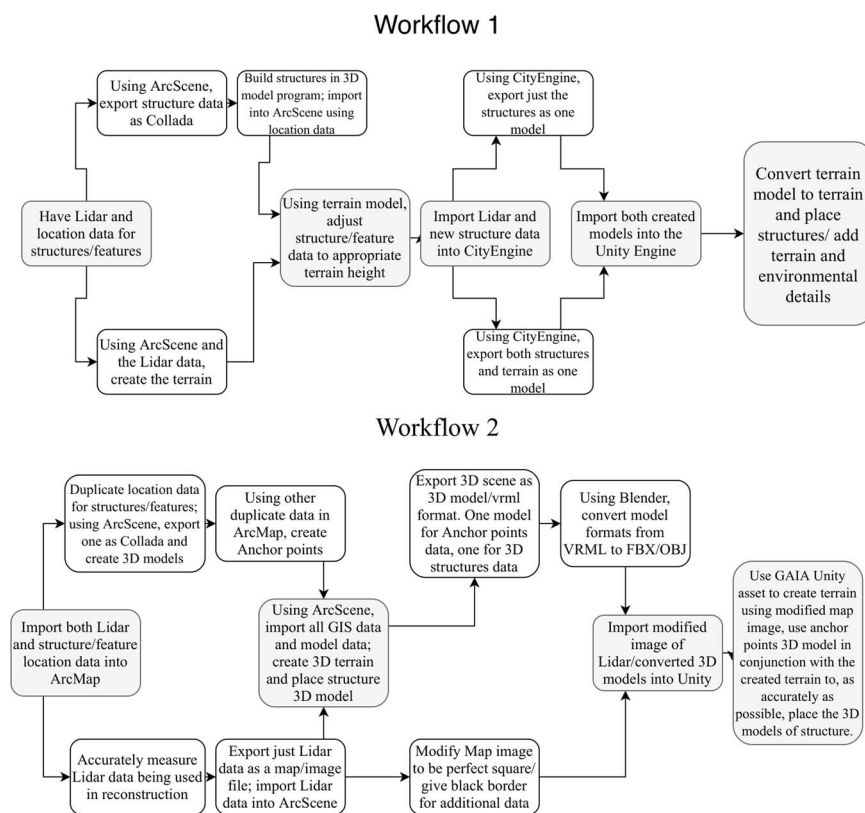 Workflow 1
Using ArcScene,
export structure data
as Collada
Build structures in 3D
model program; import
into ArcScene using
location data
Using CityEngine,
export just the
structures as one
model
Have Lidar and
location data for
structures/features
Using terrain model,
adjust
structure/feature
data to appropriate
terrain height
Import Lidar and
new structure data
into CityEngine
Import both created
models into the
Unity Engine
Convert terrain
model to terrain
and place
structures/ add
terrain and
environmental
details
Using ArcScene and
the Lidar data,
create the terrain
Using CityEngine,
export both structures
and terrain as one
model
Workflow 2
Duplicate location data
for structures/features;
using ArcScene, export
one as Collada and
create 3D models
Using other
duplicate data in
ArcMap, create
Anchor points
Export 3D scene as
3D model/vrml
format. One model
for Anchor points
data, one for 3D
structures data
Using Blender,
convert model
formats from
VRML to FBX/OBJ
Import both Lidar
and structure/feature
location data into
ArcMap
Using ArcScene,
import all GIS data
and model data;
create 3D terrain
and place structure
3D model
Import modified
image of
Lidar/converted 3D
models into Unity
Use GAIA Unity
asset to create terrain
using modified map
image, use anchor
points 3D model in
conjunction with the
created terrain to, as
accurately as
possible, place the 3D
models of structure.
Accurately measure
Lidar data being used
in reconstruction
Export just Lidar
data as a map/image
file; import Lidar
data into ArcScene
Modify Map image
to be perfect square/
give black border
for additional data